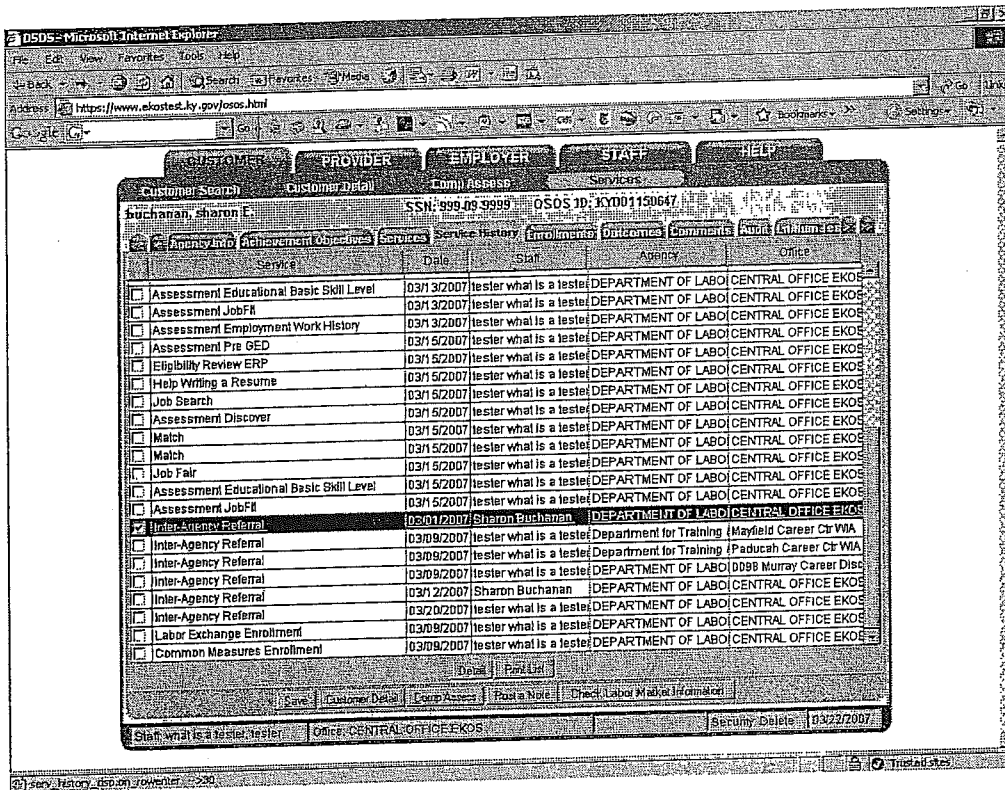 OSOS - Microsoft Internet Explorer
File Edit View Favorites Tools Help
Back Search Favorites Media
Address https://www.ekostest.ky.gov/osos.html Go Links
Google Go Bookmarks Settings
CUSTOMER PROVIDER EMPLOYER STAFF HELP
Customer Search Customer Detail Comp Assess Services
buchanan, sharon E. SSN: 999-09-9999 OSOS ID: KY001150647
Agency Info Achievement Objectives Services Service History Enrollments Outcomes Comments Audit
Service Date Staff Agency Office
Assessment Educational Basic Skill Level 03/13/2007 tester what is a tester DEPARTMENT OF LABO CENTRAL OFFICE EKOS
Assessment JobFit 03/13/2007 tester what is a tester DEPARTMENT OF LABO CENTRAL OFFICE EKOS
Assessment Employment Work History 03/13/2007 tester what is a tester DEPARTMENT OF LABO CENTRAL OFFICE EKOS
Assessment Pre GED 03/15/2007 tester what is a tester DEPARTMENT OF LABO CENTRAL OFFICE EKOS
Eligibility Review ERP 03/15/2007 tester what is a tester DEPARTMENT OF LABO CENTRAL OFFICE EKOS
Help Writing a Resume 03/15/2007 tester what is a tester DEPARTMENT OF LABO CENTRAL OFFICE EKOS
Job Search 03/15/2007 tester what is a tester DEPARTMENT OF LABO CENTRAL OFFICE EKOS
Assessment Discover 03/15/2007 tester what is a tester DEPARTMENT OF LABO CENTRAL OFFICE EKOS
Match 03/15/2007 tester what is a tester DEPARTMENT OF LABO CENTRAL OFFICE EKOS
Match 03/15/2007 tester what is a tester DEPARTMENT OF LABO CENTRAL OFFICE EKOS
Job Fair 03/15/2007 tester what is a tester DEPARTMENT OF LABO CENTRAL OFFICE EKOS
Assessment Educational Basic Skill Level 03/15/2007 tester what is a tester DEPARTMENT OF LABO CENTRAL OFFICE EKOS
Assessment JobFit 03/15/2007 tester what is a tester DEPARTMENT OF LABO CENTRAL OFFICE EKOS
Inter-Agency Referral 03/01/2007 Sharon Buchanan DEPARTMENT OF LABO CENTRAL OFFICE EKOS
Inter-Agency Referral 03/09/2007 tester what is a tester Department for Training Mayfield Career Ctr WIA
Inter-Agency Referral 03/09/2007 tester what is a tester Department for Training Paducah Career Ctr WIA
Inter-Agency Referral 03/09/2007 tester what is a tester DEPARTMENT OF LABO 0098 Murray Career Disc
Inter-Agency Referral 03/12/2007 Sharon Buchanan DEPARTMENT OF LABO CENTRAL OFFICE EKOS
Inter-Agency Referral 03/20/2007 tester what is a tester DEPARTMENT OF LABO CENTRAL OFFICE EKOS
Labor Exchange Enrollment 03/09/2007 tester what is a tester DEPARTMENT OF LABO CENTRAL OFFICE EKOS
Common Measures Enrollment 03/09/2007 tester what is a tester DEPARTMENT OF LABO CENTRAL OFFICE EKOS
Detail Print List
Save Customer Detail Comp Assess Post a Note Check Labor Market Information
Staff: what is a tester, tester Office: CENTRAL OFFICE EKOS Security: Delete 03/22/2007
serv_history_dsp.on_rowenter -->30 Trusted sites